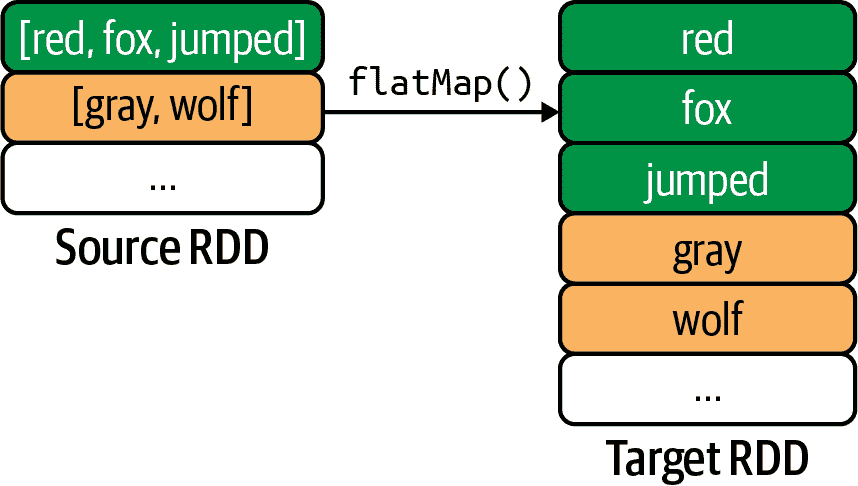 [red, fox, jumped]
[gray, wolf]
...
Source RDD
flatMap()
red
fox
jumped
gray
wolf
...
Target RDD